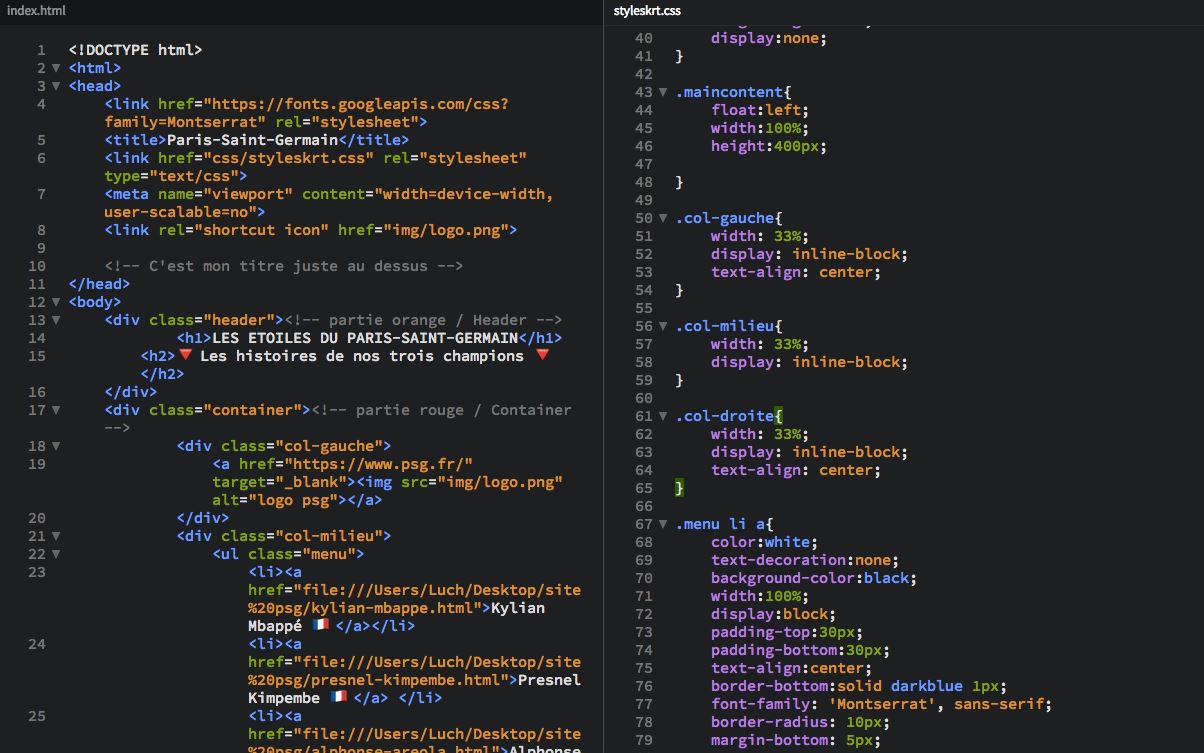 index.html
1 <!DOCTYPE html>
2 <html>
3 <head>
4 <link href="https://fonts.googleapis.com/css?
family=Montserrat" rel="stylesheet">
5 <title>Paris-Saint-Germain</title>
6 <link href="css/styleskrt.css" rel="stylesheet"
type="text/css">
7 <meta name="viewport" content="width=device-width,
user-scalable=no">
8 <link rel="shortcut icon" href="img/logo.png">
9
10 <!-- C'est mon titre juste au dessus -->
11 </head>
12 <body>
13 <div class="header"><!-- partie orange / Header -->
14 <h1>LES ETOILES DU PARIS-SAINT-GERMAIN</h1>
15 <h2>🔻 Les histoires de nos trois champions 🔻
</h2>
16 </div>
17 <div class="container"><!-- partie rouge / Container
-->
18 <div class="col-gauche">
19 <a href="https://www.psg.fr/"
target="_blank"><img src="img/logo.png"
alt="logo psg"></a>
20 </div>
21 <div class="col-milieu">
22 <ul class="menu">
23 <li><a
href="file:///Users/Luch/Desktop/site
%20psg/kylian-mbappe.html">Kylian
Mbappé 🇫🇷 </a></li>
24 <li><a
href="file:///Users/Luch/Desktop/site
%20psg/presnel-kimpembe.html">Presnel
Kimpembe 🇫🇷 </a> </li>
25 <li><a
href="file:///Users/Luch/Desktop/site
%20psg/alphonse-areola.html">Alphonse
styleskrt.css
40 display:none;
41 }
42
43 .maincontent{
44 float:left;
45 width:100%;
46 height:400px;
47
48 }
49
50 .col-gauche{
51 width: 33%;
52 display: inline-block;
53 text-align: center;
54 }
55
56 .col-milieu{
57 width: 33%;
58 display: inline-block;
59 }
60
61 .col-droite{
62 width: 33%;
63 display: inline-block;
64 text-align: center;
65 }
66
67 .menu li a{
68 color:white;
69 text-decoration:none;
70 background-color:black;
71 width:100%;
72 display:block;
73 padding-top:30px;
74 padding-bottom:30px;
75 text-align:center;
76 border-bottom:solid darkblue 1px;
77 font-family: 'Montserrat', sans-serif;
78 border-radius: 10px;
79 margin-bottom: 5px;